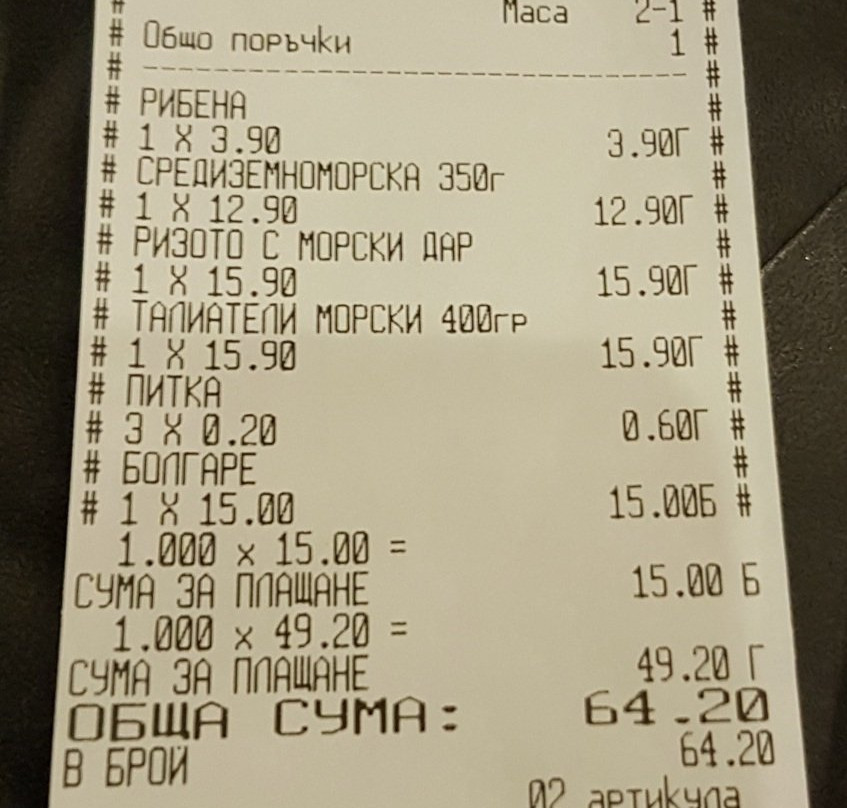 # Маса 2-1 #
# Общо поръчки 1 #
# -------------------------------- #
# РИБЕНА #
# 1 X 3.90 3.90Г #
# СРЕДИЗЕМНОМОРСКА 350г #
# 1 X 12.90 12.90Г #
# РИЗОТО С МОРСКИ ДАР #
# 1 X 15.90 15.90Г #
# ТАЛИАТЕЛИ МОРСКИ 400гр #
# 1 X 15.90 15.90Г #
# ПИТКА #
# 3 X 0.20 0.60Г #
# БОЛГАРЕ #
# 1 X 15.00 15.00Б #
1.000 x 15.00 =
СУМА ЗА ПЛАЩАНЕ 15.00 Б
1.000 x 49.20 =
СУМА ЗА ПЛАЩАНЕ 49.20 Г
ОБЩА СУМА: 64.20
В БРОЙ 64.20
02 артикула